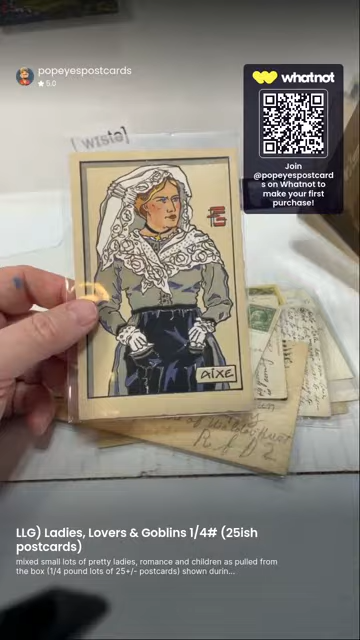 popeyespostcards
★ 5.0
whatnot
Join
@popeyespostcard
s on Whatnot to
make your first
purchase!
AIXE
R.F.D 2
LLG) Ladies, Lovers & Goblins 1/4# (25ish
postcards)
mixed small lots of pretty ladies, romance and children as pulled
from the box (1/4 pound lots of 25+/- postcards) shown durin...